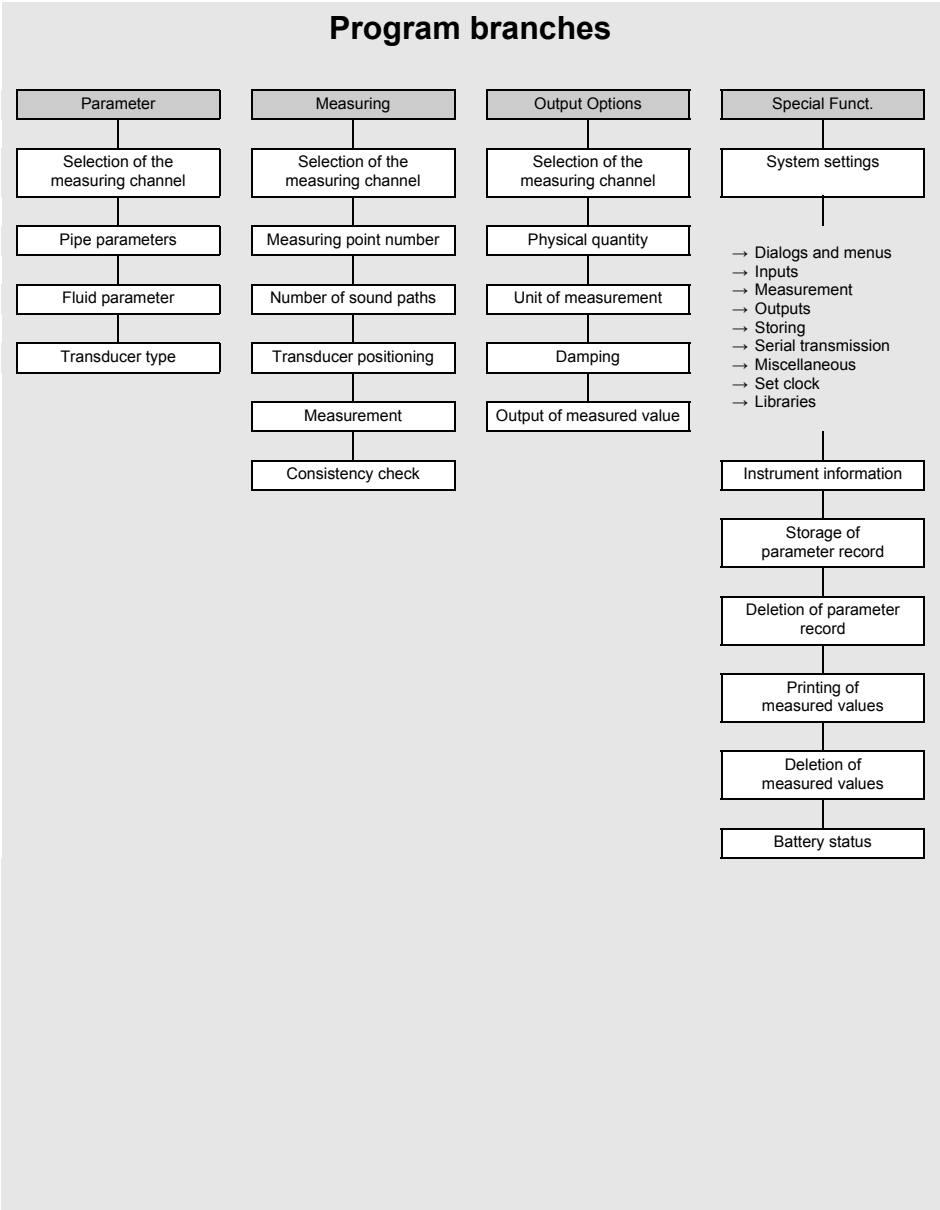 Program branches
Parameter
Selection of the
measuring channel
Pipe parameters
Fluid parameter
Transducer type
Measuring
Selection of the
measuring channel
Measuring point number
Number of sound paths
Transducer positioning
Measurement
Consistency check
Output Options
Selection of the
measuring channel
Physical quantity
Unit of measurement
Damping
Output of measured value
Special Funct.
System settings
→ Dialogs and menus
→ Inputs
→ Measurement
→ Outputs
→ Storing
→ Serial transmission
→ Miscellaneous
→ Set clock
→ Libraries
Instrument information
Storage of
parameter record
Deletion of parameter
record
Printing of
measured values
Deletion of
measured values
Battery status